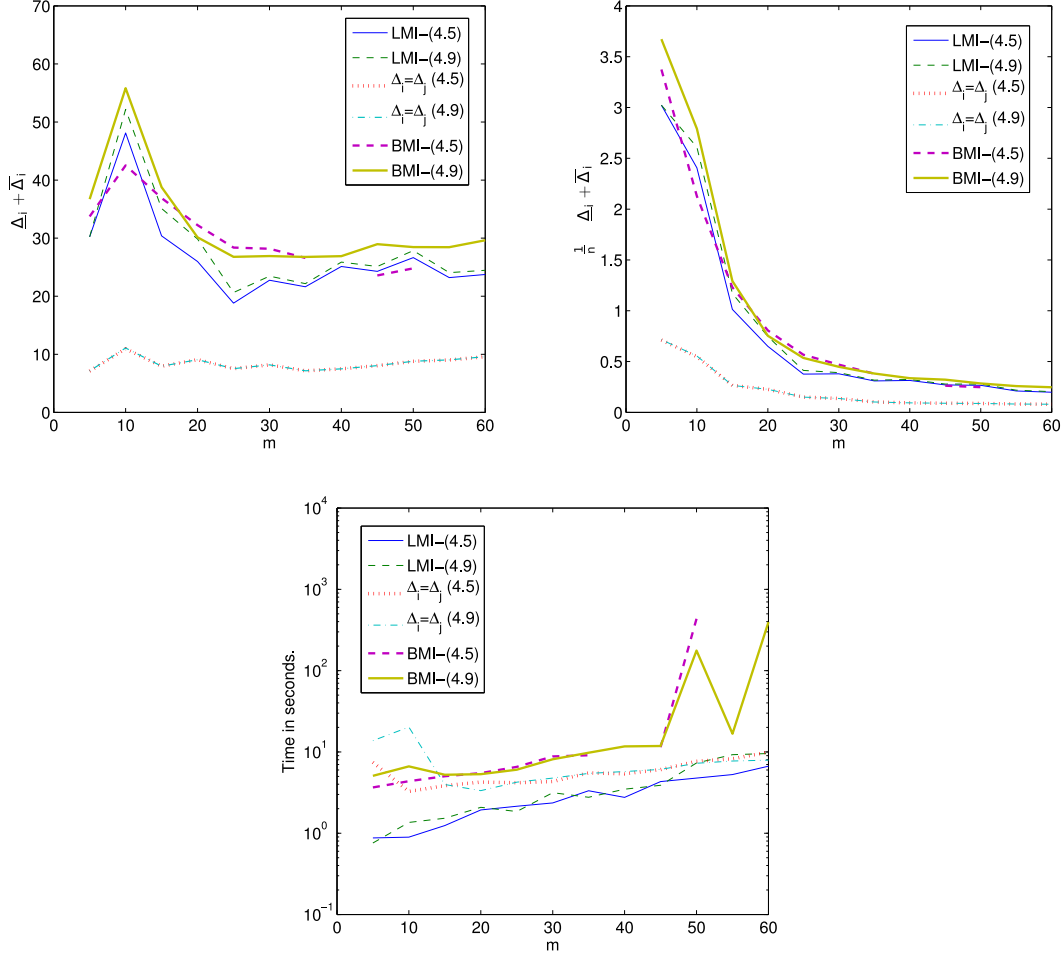 70
60
50
40
30
20
10
0
0 10 20 30 40 50 60
m
Δ̲i + Δ̅i
LMI−(4.5)
LMI−(4.9)
Δi=Δj (4.5)
Δi=Δj (4.9)
BMI−(4.5)
BMI−(4.9)
4
3.5
3
2.5
2
1.5
1
0.5
0
0 10 20 30 40 50 60
m
1/n Δ̲i + Δ̅i
LMI−(4.5)
LMI−(4.9)
Δi=Δj (4.5)
Δi=Δj (4.9)
BMI−(4.5)
BMI−(4.9)
10^4
10^3
10^2
10^1
10^0
10^−1
0 10 20 30 40 50 60
m
Time in seconds.
LMI−(4.5)
LMI−(4.9)
Δi=Δj (4.5)
Δi=Δj (4.9)
BMI−(4.5)
BMI−(4.9)